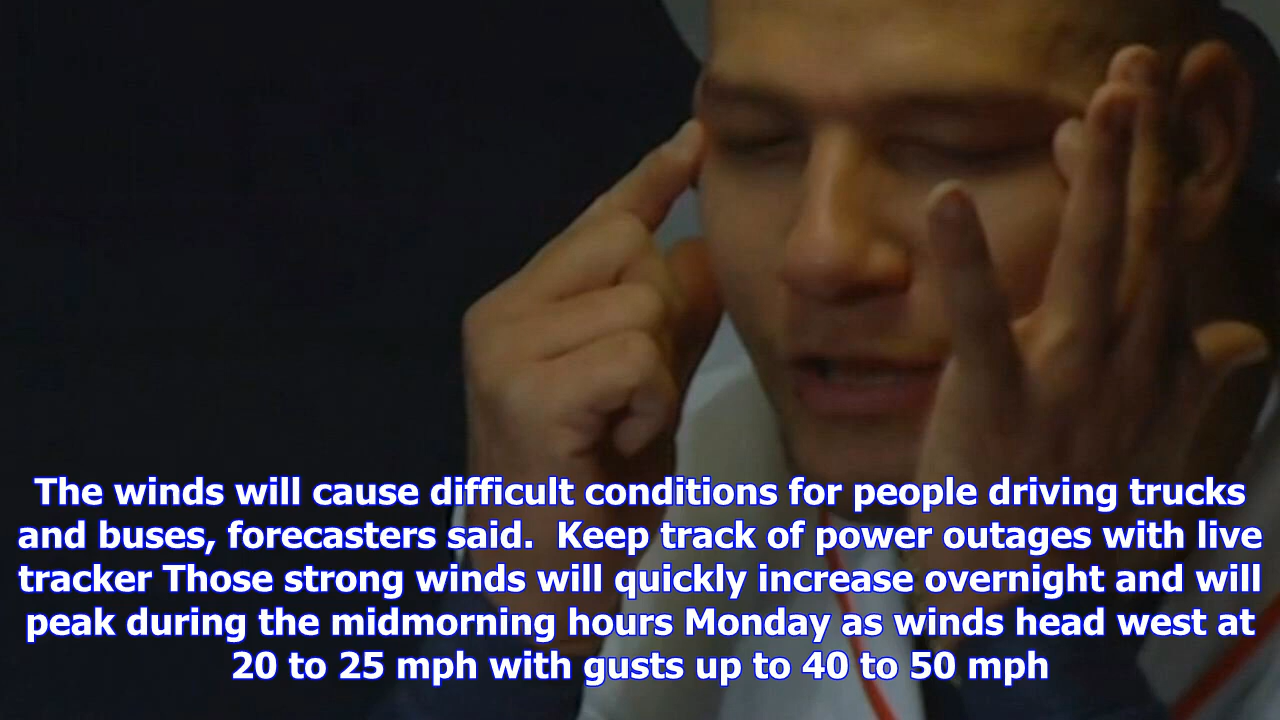 The winds will cause difficult conditions for people driving trucks
and buses, forecasters said.  Keep track of power outages with live
tracker Those strong winds will quickly increase overnight and will
peak during the midmorning hours Monday as winds head west at
20 to 25 mph with gusts up to 40 to 50 mph